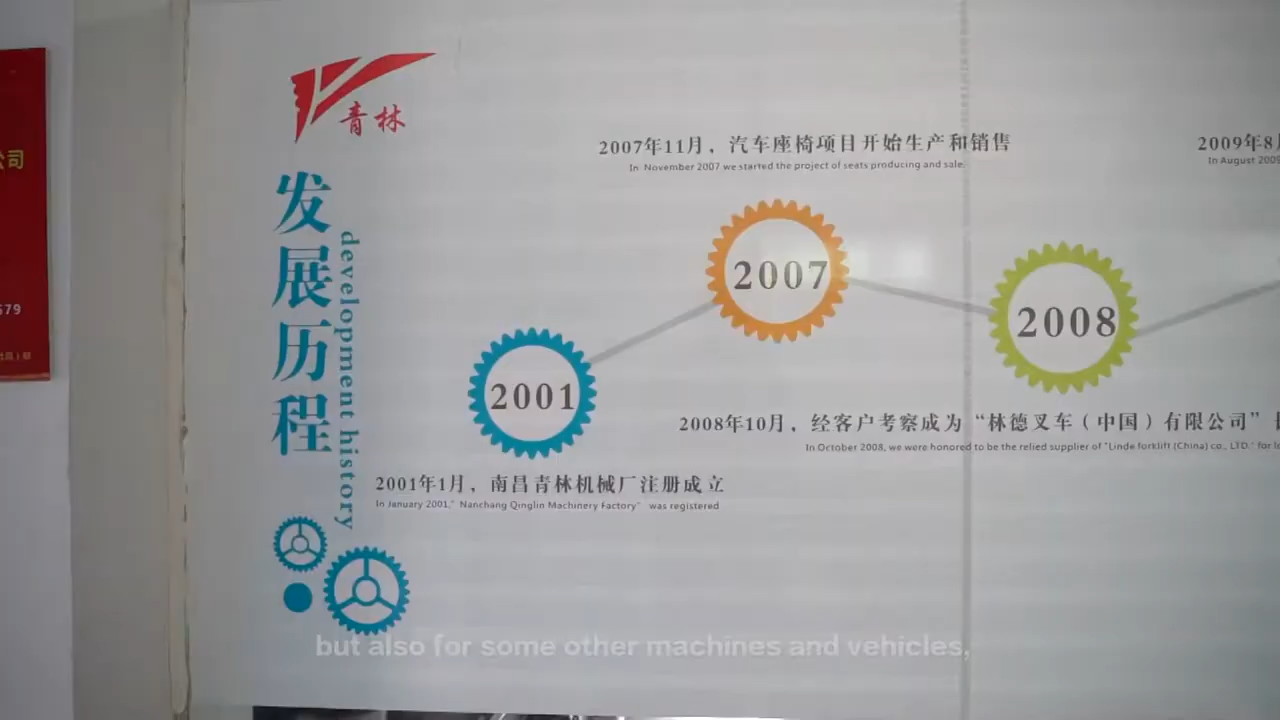 公司
579
青林
发展历程
development history
2007年11月，汽车座椅项目开始生产和销售
In November 2007 we started the project of seats producing and sale.
2009年8月
In August 2009
2007
2008
2001
2008年10月，经客户考察成为“林德叉车（中国）有限公司”
In October 2008, we were honored to be the relied supplier of "Linde forklift (China) co., LTD." for
2001年1月，南昌青林机械厂注册成立
In January 2001," Nanchang Qinglin Machinery Factory" was registered
but also for some other machines and vehicles,